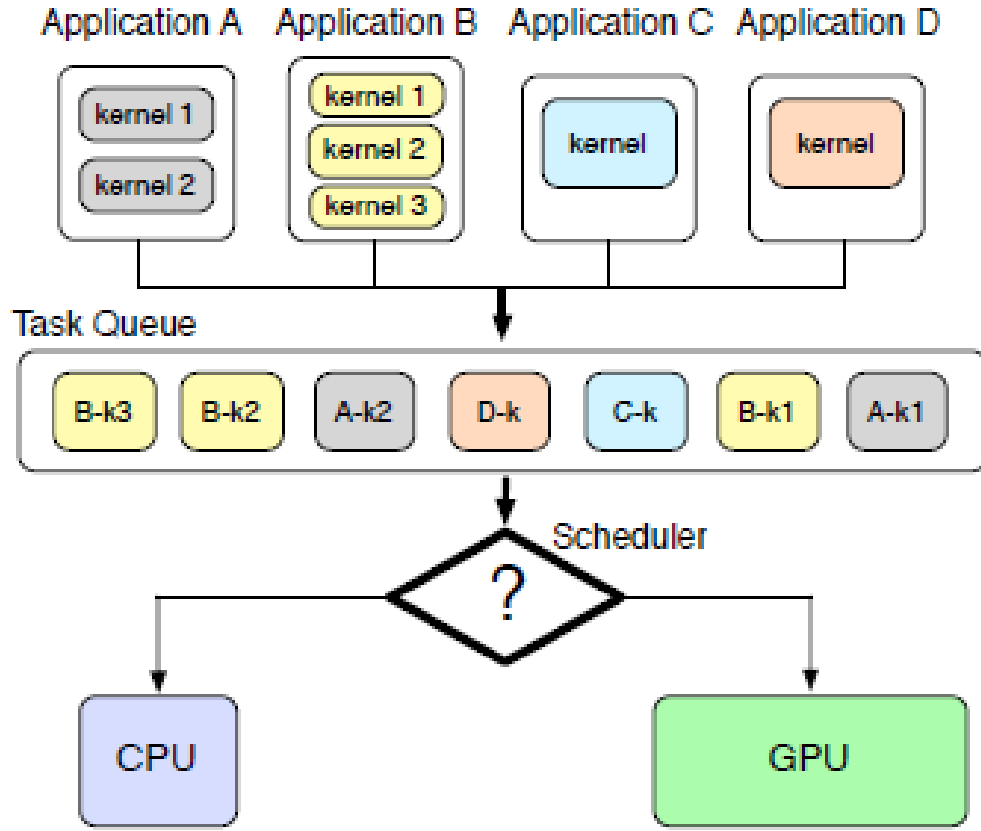 Application A Application B Application C Application D
kernel 1
kernel 2
kernel 1
kernel 2
kernel 3
kernel
kernel
Task Queue
B-k3 B-k2 A-k2 D-k C-k B-k1 A-k1
Scheduler
?
CPU GPU